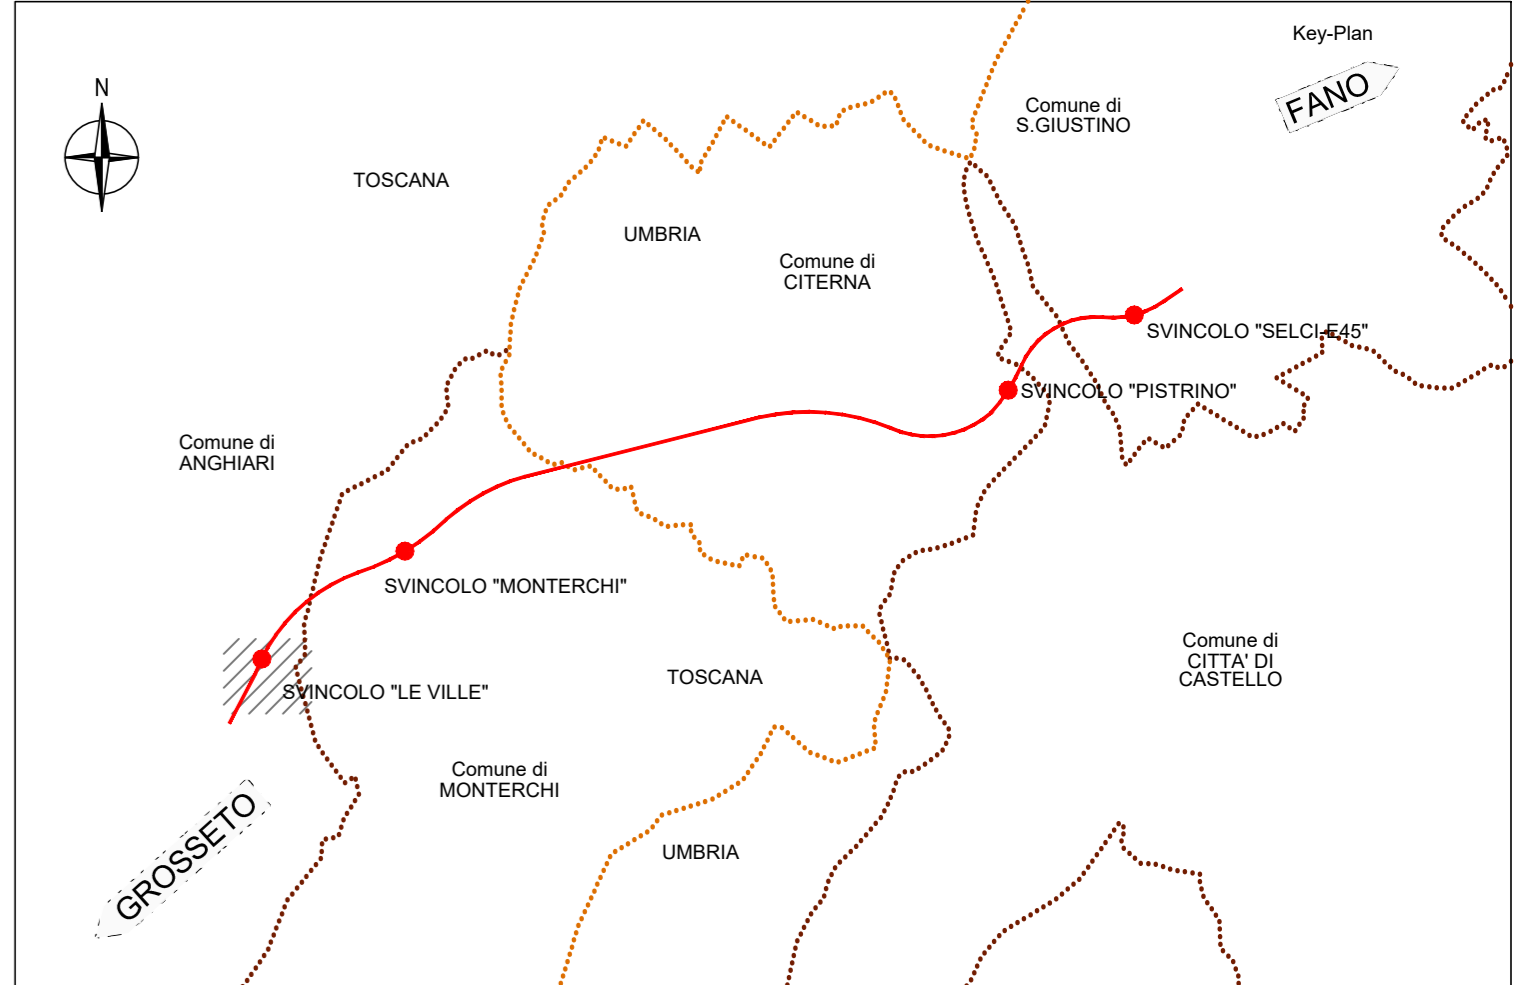 Key-Plan
N
FANO
Comune di
S.GIUSTINO
TOSCANA
UMBRIA
Comune di
CITERNA
SVINCOLO "SELCI-E45"
SVINCOLO "PISTRINO"
Comune di
ANGHIARI
SVINCOLO "MONTERCHI"
Comune di
CITTA' DI
CASTELLO
TOSCANA
SVINCOLO "LE VILLE"
Comune di
MONTERCHI
GROSSETO
UMBRIA